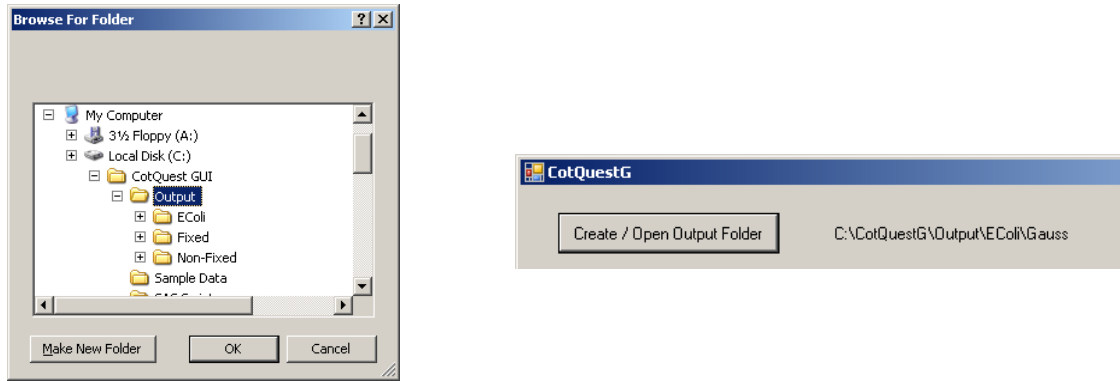 Browse For Folder
My Computer
3½ Floppy (A:)
Local Disk (C:)
CotQuest GUI
Output
EColi
Fixed
Non-Fixed
Sample Data
Make New Folder
OK
Cancel
CotQuestG
Create / Open Output Folder
C:\CotQuestG\Output\EColi\Gauss